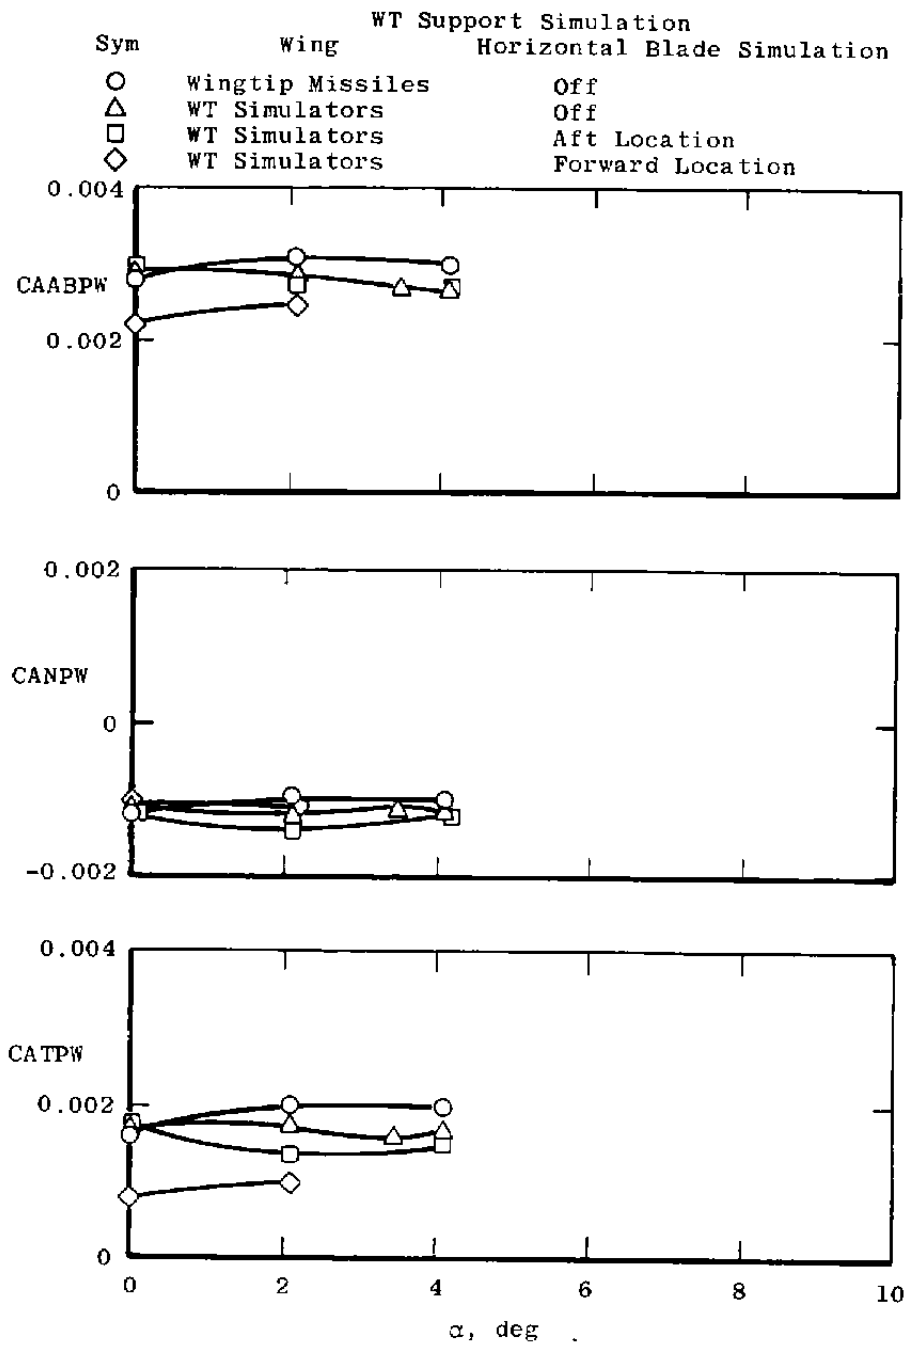 WT Support Simulation
Sym Wing Horizontal Blade Simulation
Wingtip Missiles Off
WT Simulators Off
WT Simulators Aft Location
WT Simulators Forward Location
0.004
CAABPW
0.002
0
0.002
CANPW
0
-0.002
0.004
CATPW
0.002
0
0 2 4 6 8 10
α, deg